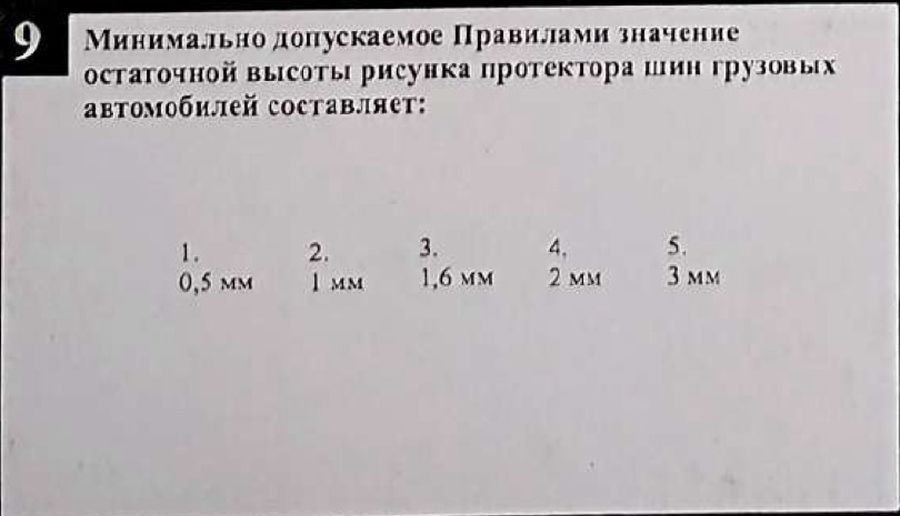 9
Минимально допускаемое Правилами значение
остаточной высоты рисунка протектора шин грузовых
автомобилей составляет:
1. 2. 3. 4. 5.
0,5 мм 1 мм 1,6 мм 2 мм 3 мм